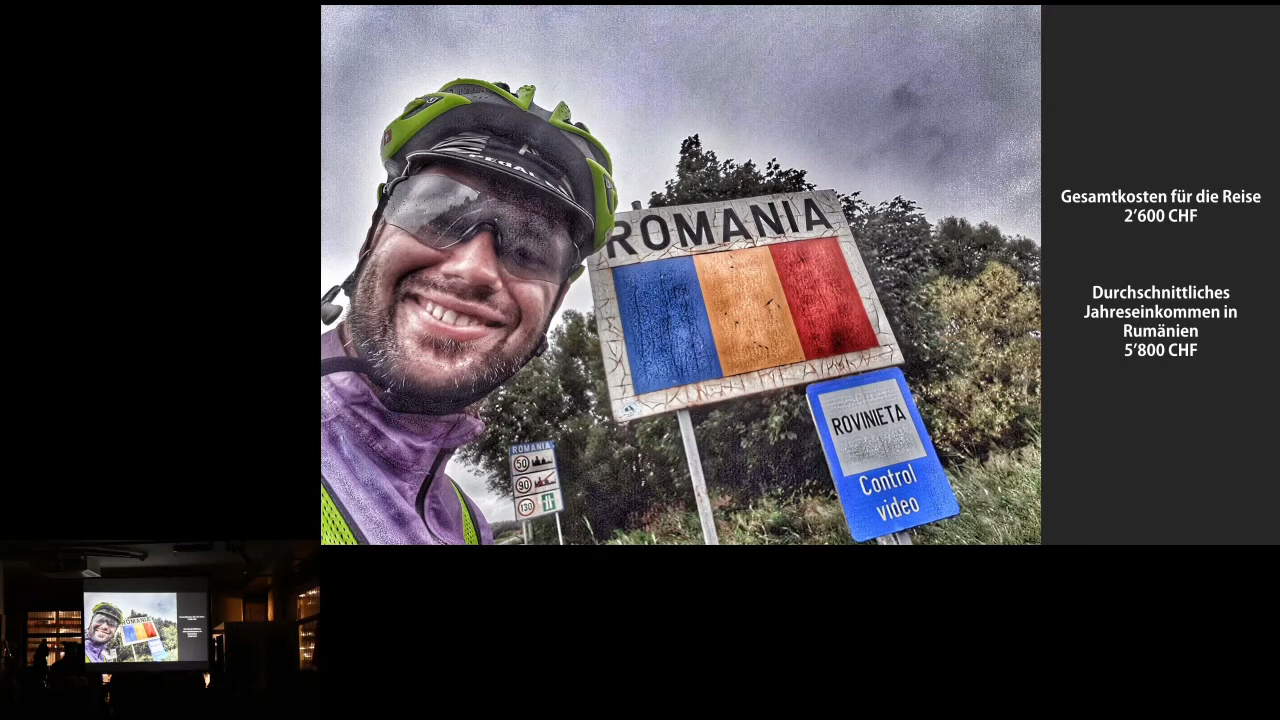 PEGAL
ROMANIA
ROVINIETA
Control
video
ROMANIA
50
90
130
Gesamtkosten für die Reise
2’600 CHF
Durchschnittliches
Jahreseinkommen in
Rumänien
5’800 CHF